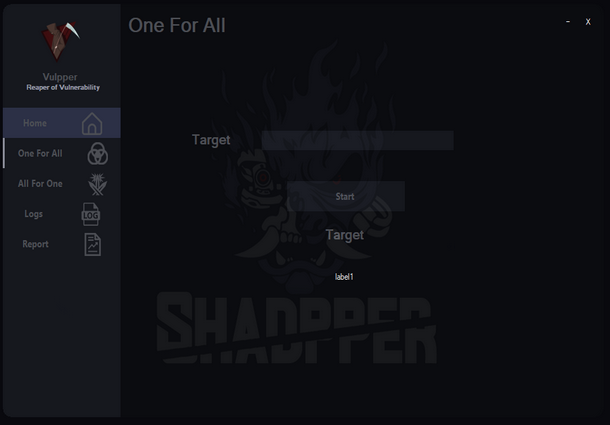 One For All
- X
Vulpper
Reaper of Vulnerability
Home
One For All
All For One
Logs
LOG
Report
Target
Start
Target
label1
SHADPPER